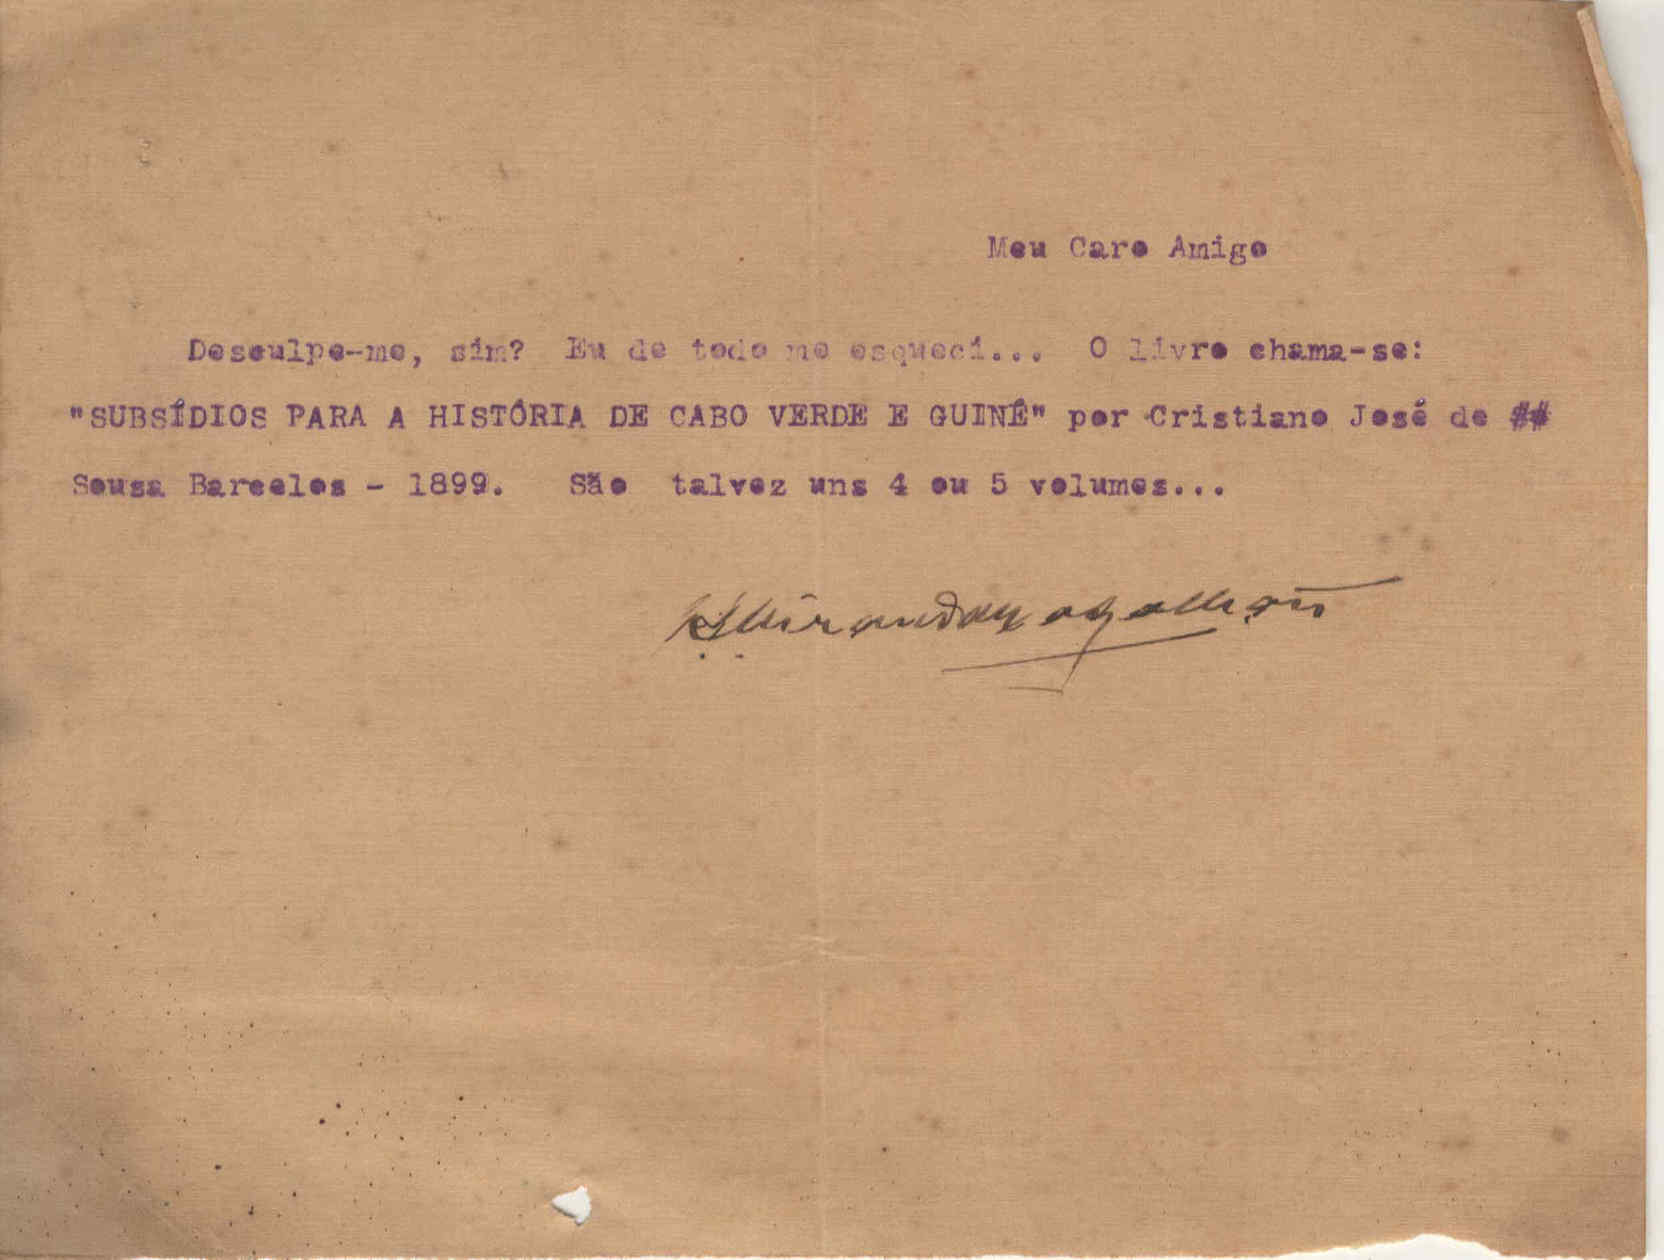 Meu Caro Amigo
Desculpe-me, sim? Eu de todo me esqueci... O livro chama-se:
"SUBSÍDIOS PARA A HISTÓRIA DE CABO VERDE E GUINÉ" por Cristiano José de ##
Sousa Barcelos - 1899. São talvez uns 4 ou 5 volumes...